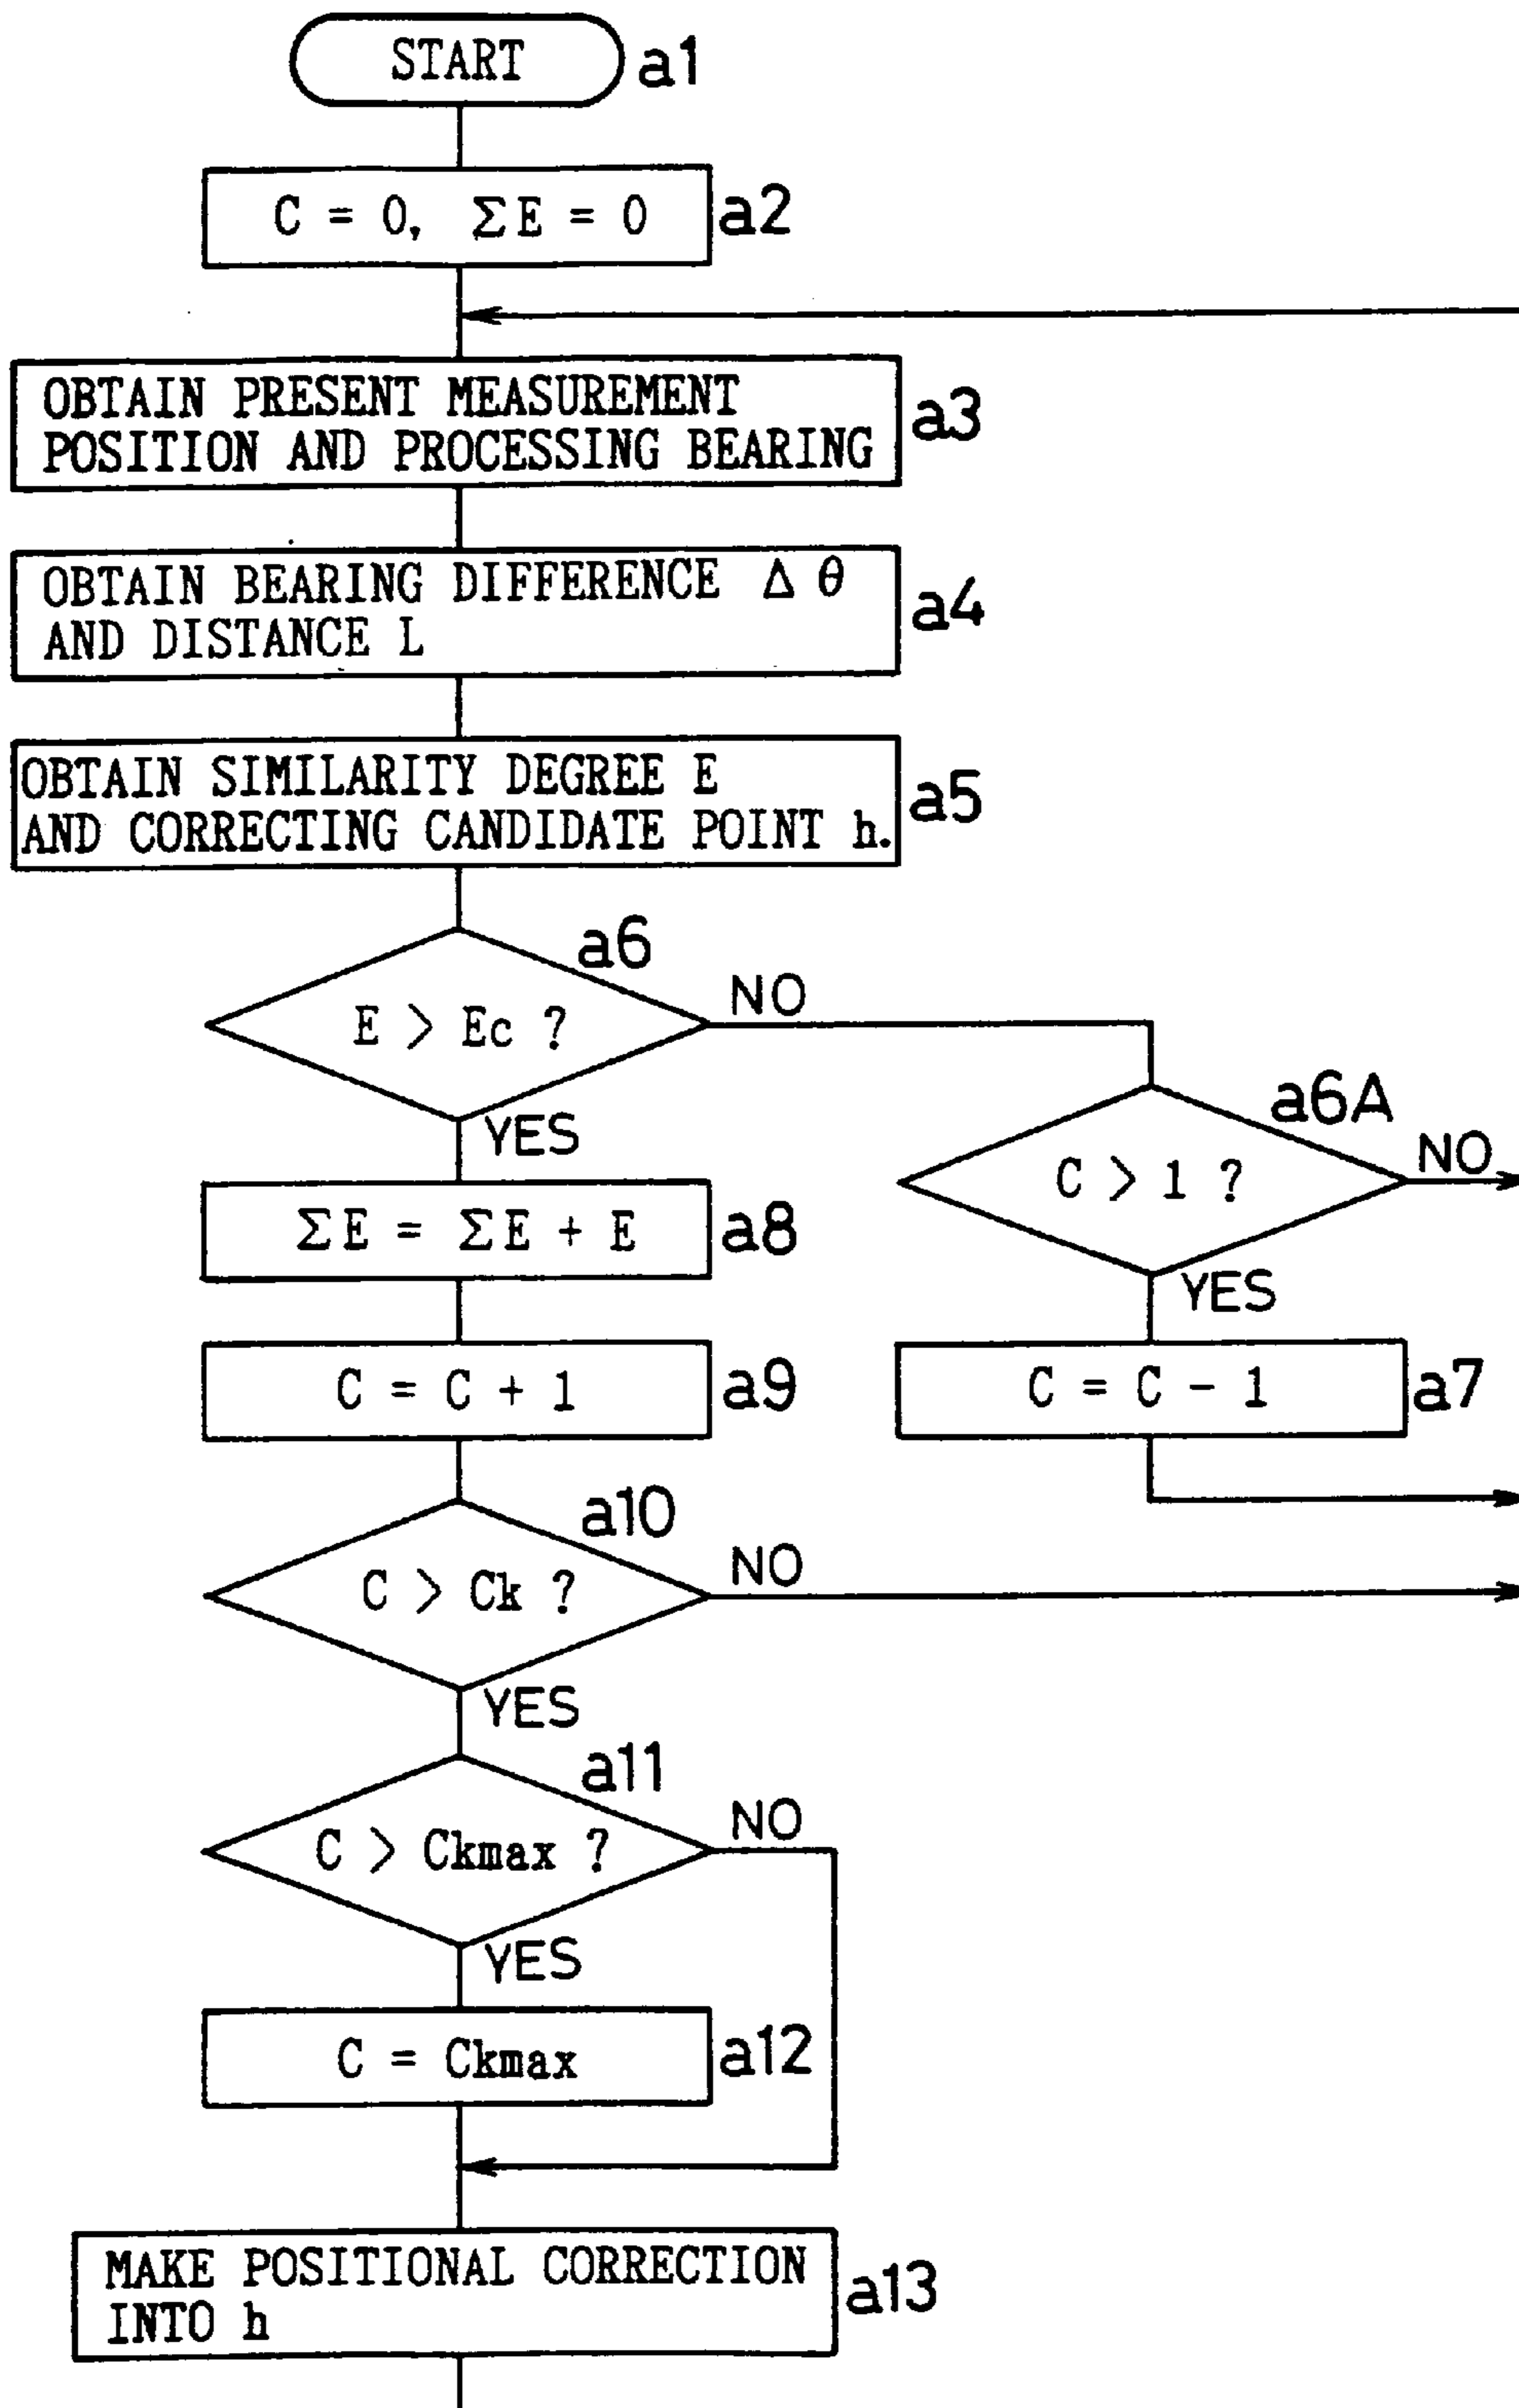 START a1
C = 0, ΣE = 0 a2
OBTAIN PRESENT MEASUREMENT
POSITION AND PROCESSING BEARING
a3
OBTAIN BEARING DIFFERENCE Δ θ
AND DISTANCE L
a4
OBTAIN SIMILARITY DEGREE E
AND CORRECTING CANDIDATE POINT h.
a5
a6
E > Ec ?
NO
YES
a6A
C > 1 ?
NO
YES
ΣE = ΣE + E a8
C = C + 1 a9
C = C - 1 a7
a10
C > Ck ?
NO
YES
a11
C > Ckmax ?
NO
YES
C = Ckmax a12
MAKE POSITIONAL CORRECTION
INTO h
a13